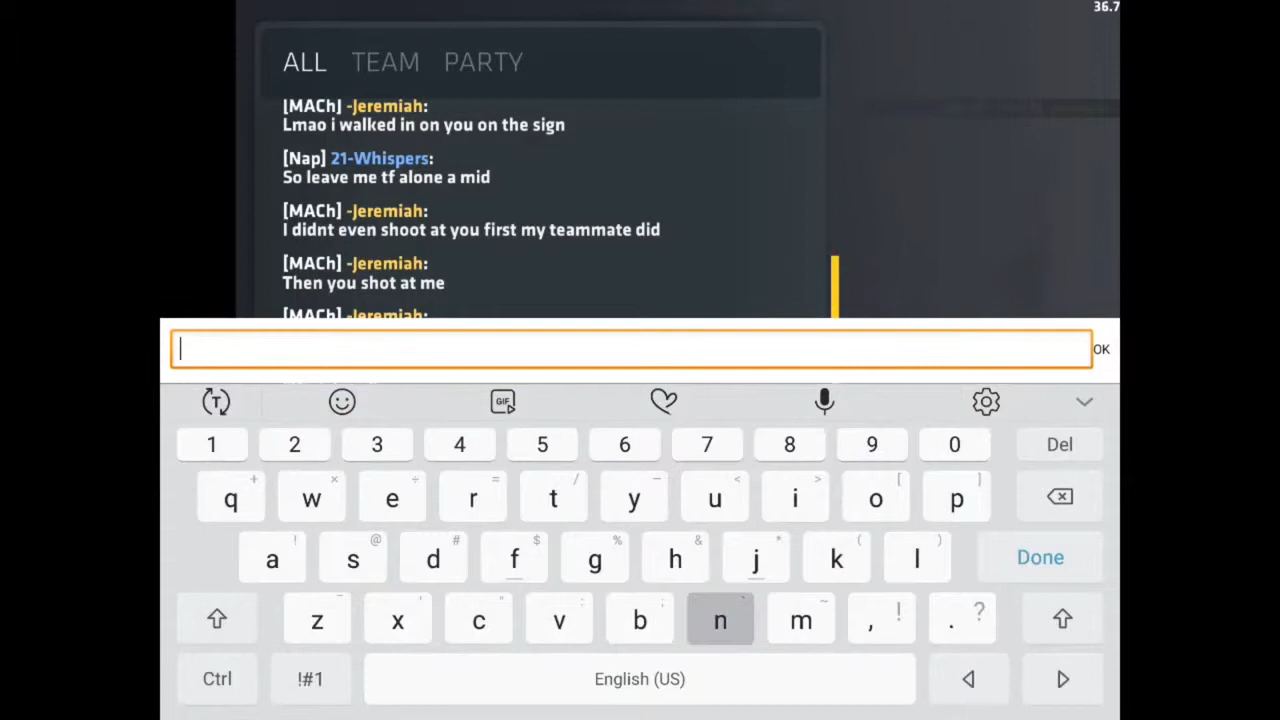 36.7
ALL TEAM PARTY
[MACh] -Jeremiah:
Lmao i walked in on you on the sign
[Nap] 21-Whispers:
So leave me tf alone a mid
[MACh] -Jeremiah:
I didnt even shoot at you first my teammate did
[MACh] -Jeremiah:
Then you shot at me
[MACh] -Jeremiah:
OK
T GIF
1 2 3 4 5 6 7 8 9 0 Del
+ × ÷ = / _ < > [ ]
q w e r t y u i o p
! @ # $ % & * ( )
a s d f g h j k l Done
- ' : ; ~ ! ?
z x c v b n m , .
Ctrl !#1 English (US)